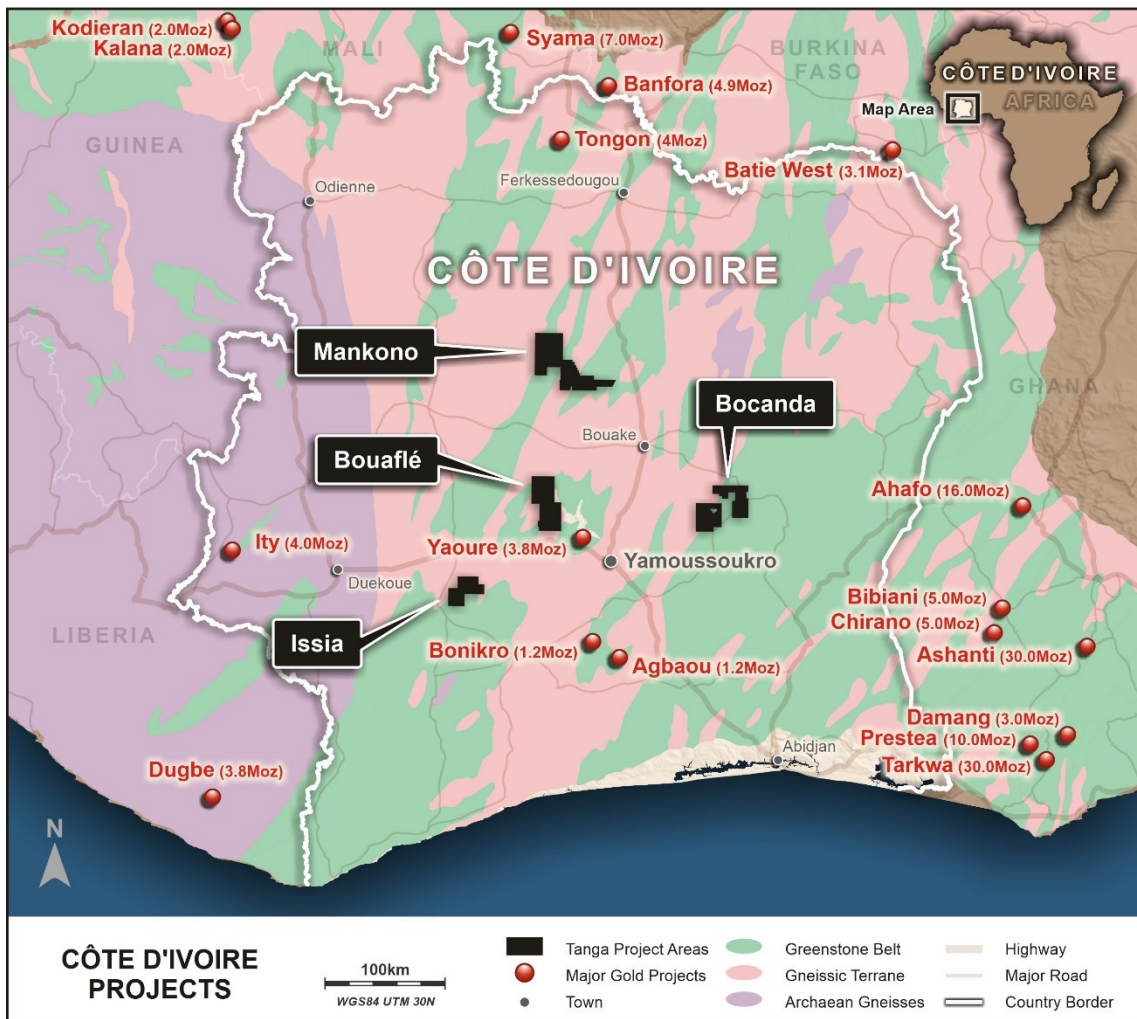 Kodieran (2.0Moz)
Kalana (2.0Moz)
MALI
Syama (7.0Moz)
BURKINA
FASO
CÔTE D'IVOIRE
AFRICA
Map Area
Banfora (4.9Moz)
GUINEA
Tongon (4Moz)
Batie West (3.1Moz)
Odienne
Ferkessedougou
CÔTE D'IVOIRE
Mankono
GHANA
Bocanda
Bouake
Bouaflé
Ahafo (16.0Moz)
Ity (4.0Moz)
Yaoure (3.8Moz)
Yamoussoukro
Duekoue
Bibiani (5.0Moz)
Chirano (5.0Moz)
LIBERIA
Issia
Bonikro (1.2Moz)
Agbaou (1.2Moz)
Ashanti (30.0Moz)
Damang (3.0Moz)
Prestea (10.0Moz)
Tarkwa (30.0Moz)
Abidjan
Dugbe (3.8Moz)
N
CÔTE D'IVOIRE
PROJECTS
100km
WGS84 UTM 30N
Tanga Project Areas
Major Gold Projects
Town
Greenstone Belt
Gneissic Terrane
Archaean Gneisses
Highway
Major Road
Country Border